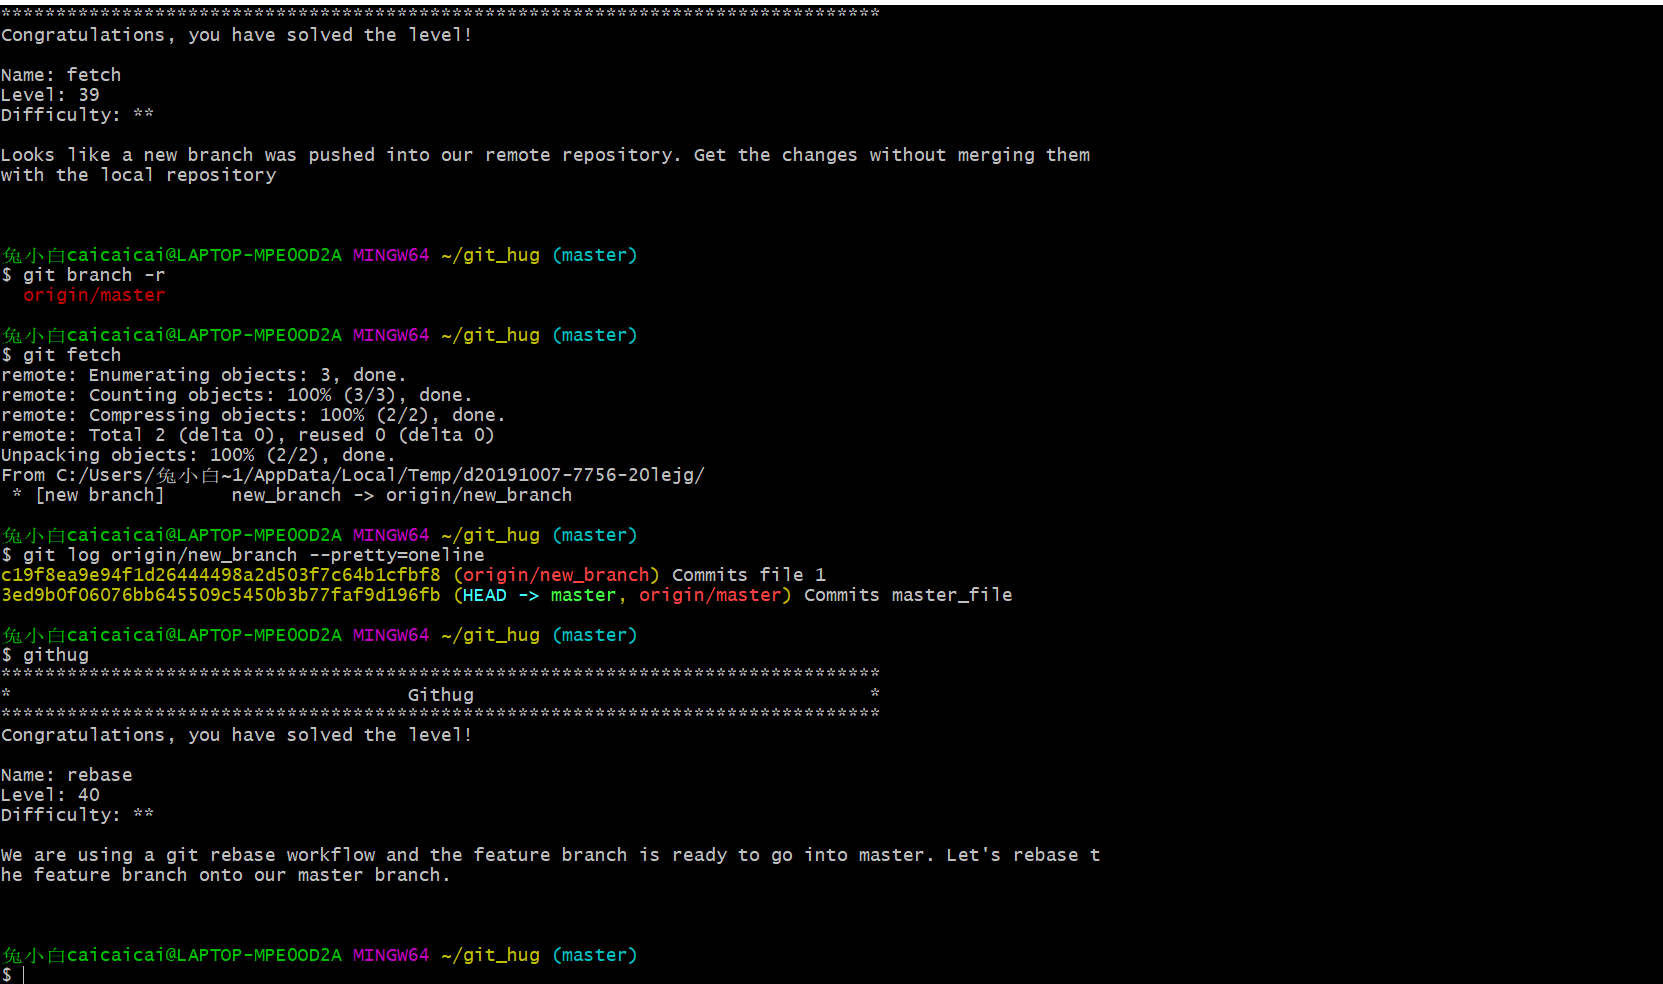 ********************************************************************************
Congratulations, you have solved the level!
Name: fetch
Level: 39
Difficulty: **
Looks like a new branch was pushed into our remote repository. Get the changes without merging them
with the local repository
兔小白caicaicai@LAPTOP-MPEOOD2A MINGW64 ~/git_hug (master)
$ git branch -r
  origin/master
兔小白caicaicai@LAPTOP-MPEOOD2A MINGW64 ~/git_hug (master)
$ git fetch
remote: Enumerating objects: 3, done.
remote: Counting objects: 100% (3/3), done.
remote: Compressing objects: 100% (2/2), done.
remote: Total 2 (delta 0), reused 0 (delta 0)
Unpacking objects: 100% (2/2), done.
From C:/Users/兔小白~1/AppData/Local/Temp/d20191007-7756-20lejg/
 * [new branch]      new_branch -> origin/new_branch
兔小白caicaicai@LAPTOP-MPEOOD2A MINGW64 ~/git_hug (master)
$ git log origin/new_branch --pretty=oneline
c19f8ea9e94f1d26444498a2d503f7c64b1cfbf8 (origin/new_branch) Commits file 1
3ed9b0f06076bb645509c5450b3b77faf9d196fb (HEAD -> master, origin/master) Commits master_file
兔小白caicaicai@LAPTOP-MPEOOD2A MINGW64 ~/git_hug (master)
$ githug
********************************************************************************
*                                    Githug                                    *
********************************************************************************
Congratulations, you have solved the level!
Name: rebase
Level: 40
Difficulty: **
We are using a git rebase workflow and the feature branch is ready to go into master. Let's rebase t
he feature branch onto our master branch.
兔小白caicaicai@LAPTOP-MPEOOD2A MINGW64 ~/git_hug (master)
$